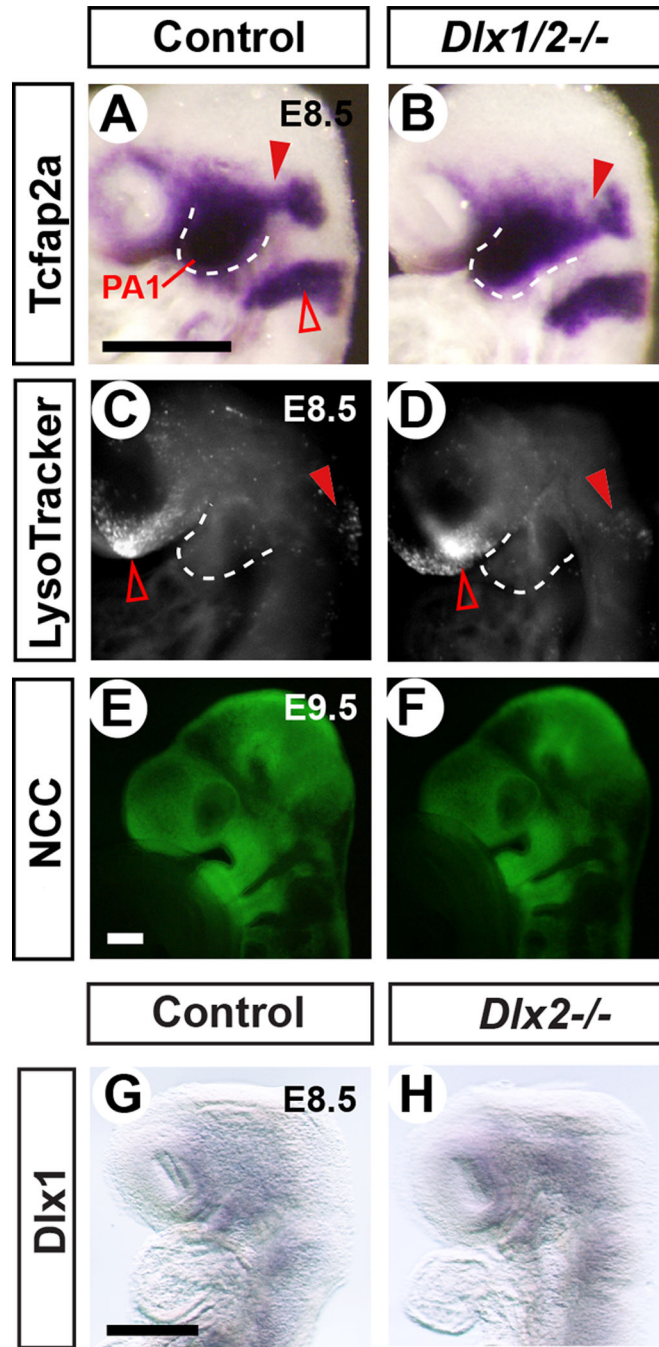 Control
Dlx1/2-/-
Tcfap2a
A
E8.5
B
PA1
LysoTracker
C
E8.5
D
NCC
E
E9.5
F
Control
Dlx2-/-
Dlx1
G
E8.5
H